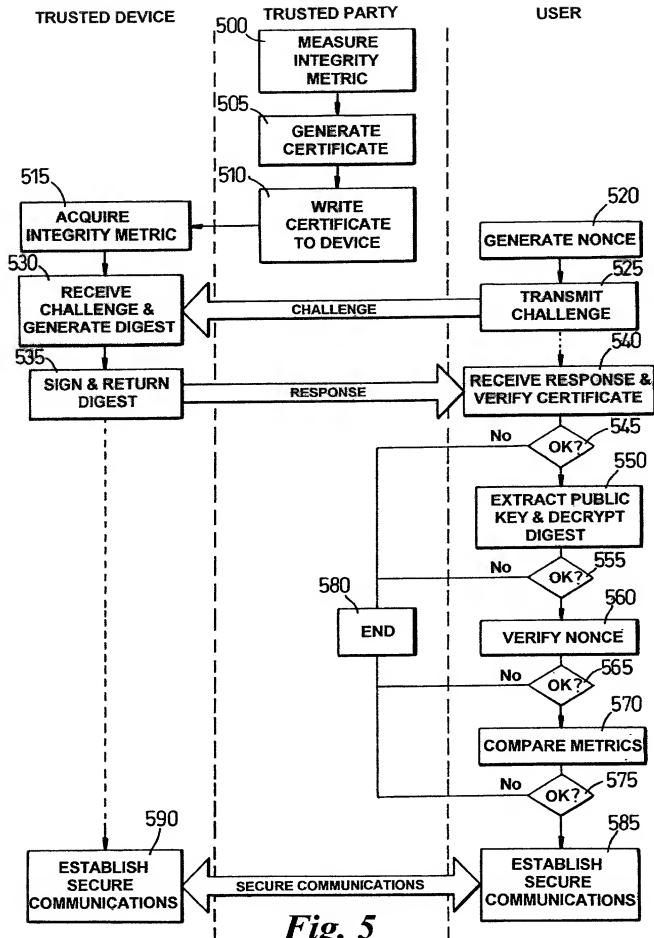 TRUSTED DEVICE
TRUSTED PARTY
USER
500
MEASURE
INTEGRITY
METRIC
505
GENERATE
CERTIFICATE
510
WRITE
CERTIFICATE
TO DEVICE
515
ACQUIRE
INTEGRITY METRIC
520
GENERATE NONCE
525
TRANSMIT
CHALLENGE
CHALLENGE
530
RECEIVE
CHALLENGE &
GENERATE DIGEST
535
SIGN & RETURN
DIGEST
RESPONSE
540
RECEIVE RESPONSE &
VERIFY CERTIFICATE
No
OK?
545
550
EXTRACT PUBLIC
KEY & DECRYPT
DIGEST
No
OK?
555
580
END
560
VERIFY NONCE
No
OK?
565
570
COMPARE METRICS
No
OK?
575
590
ESTABLISH
SECURE
COMMUNICATIONS
SECURE COMMUNICATIONS
585
ESTABLISH
SECURE
COMMUNICATIONS
Fig. 5